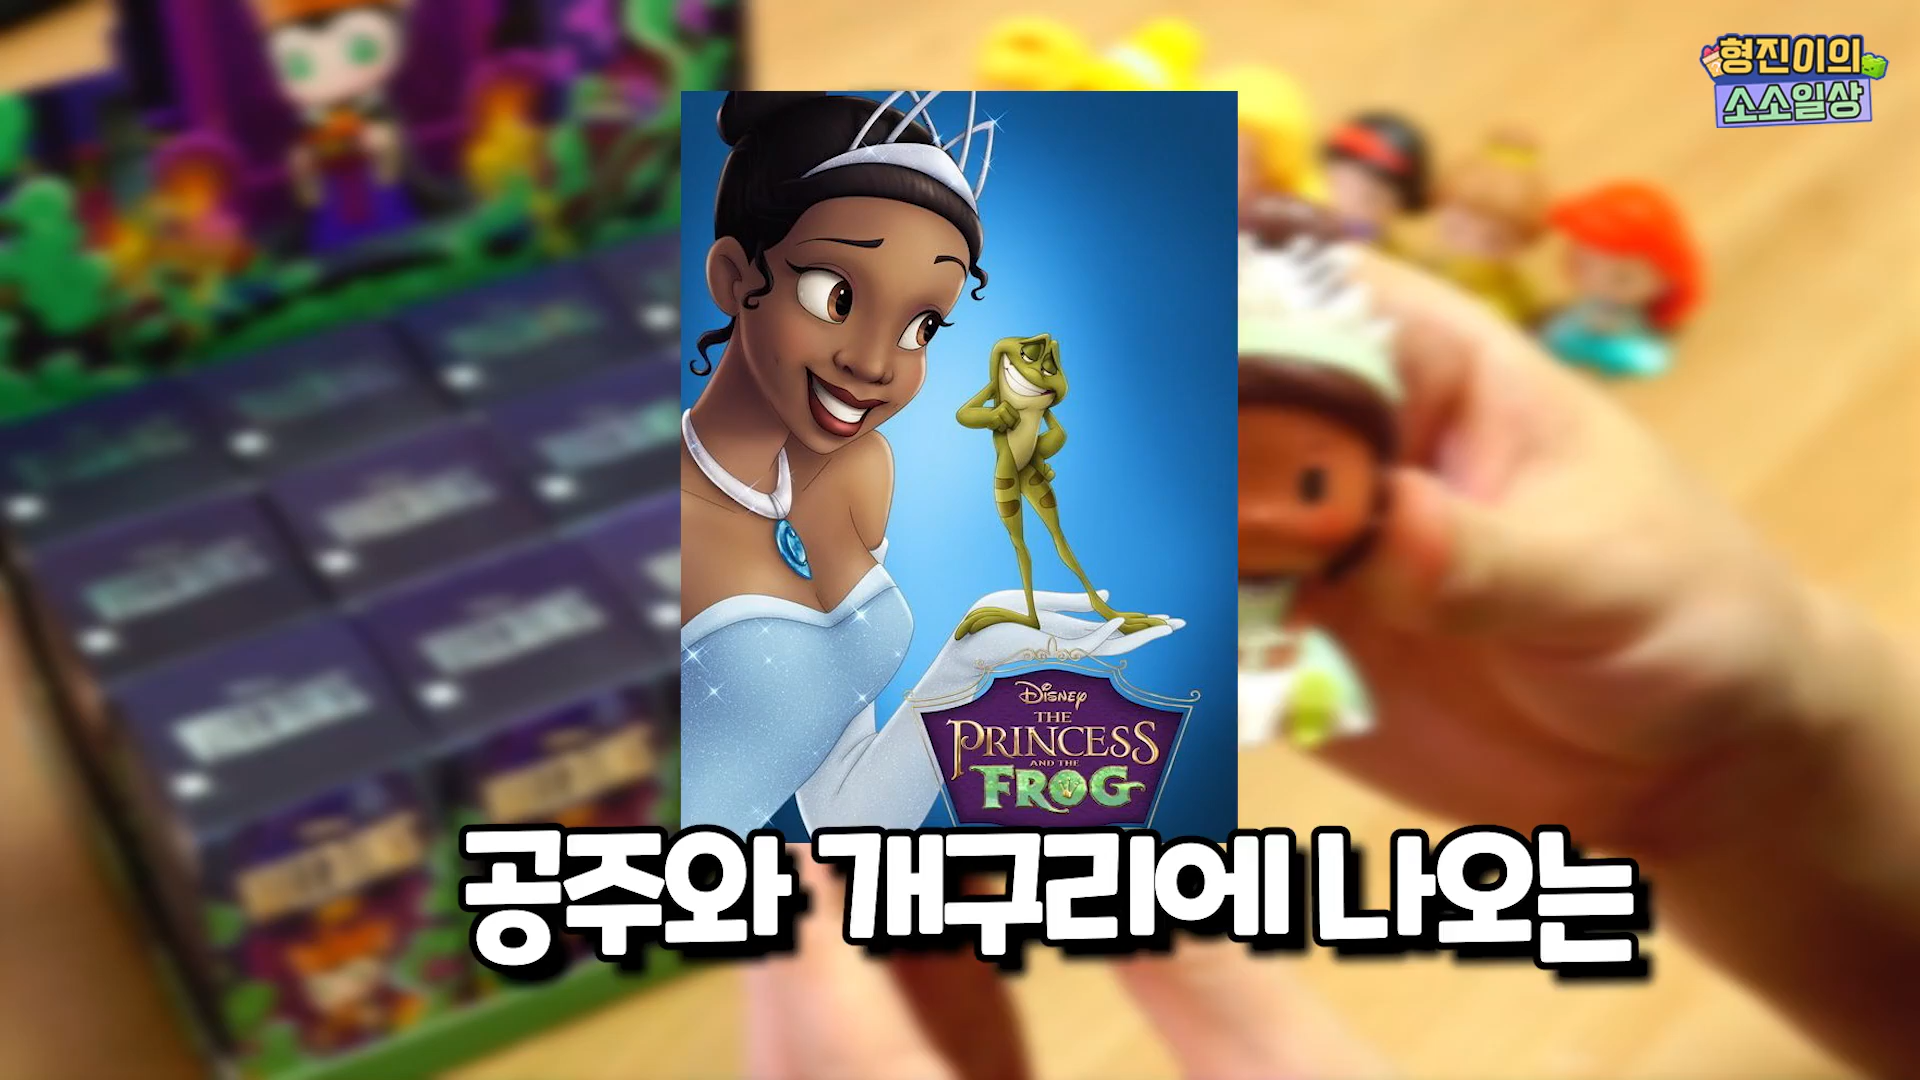 형진이의
소소일상
DISNEY
THE
PRINCESS
AND THE
FROG
공주와 개구리에 나오는